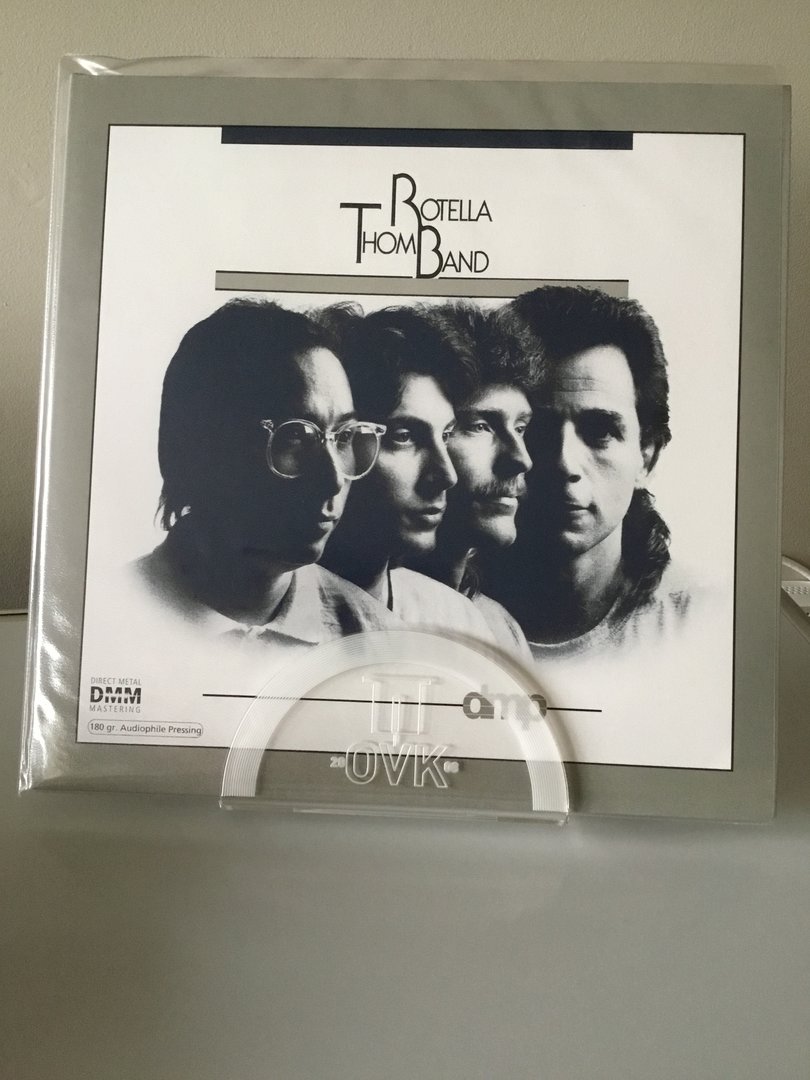 ROTELLA
THOM BAND
DIRECT METAL
DMM
MASTERING
180 gr. Audiophile Pressing
dmp
OVK